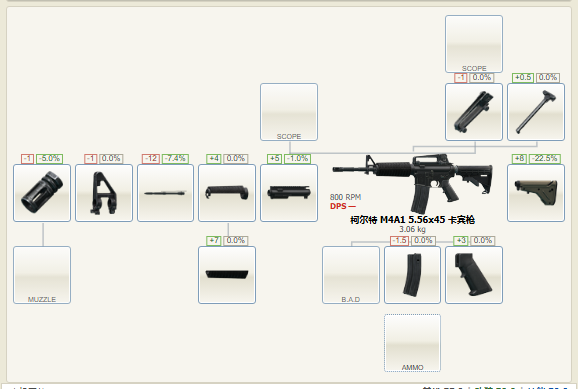 SCOPE
-1 0.0%
+0.5 0.0%
SCOPE
-1 -5.0%
-1 0.0%
-12 -7.4%
+4 0.0%
+5 -1.0%
+8 -22.5%
800 RPM
DPS —
柯尔特 M4A1 5.56x45 卡宾枪
3.06 kg
+7 0.0%
-1.5 0.0%
+3 0.0%
MUZZLE
B.A.D
AMMO